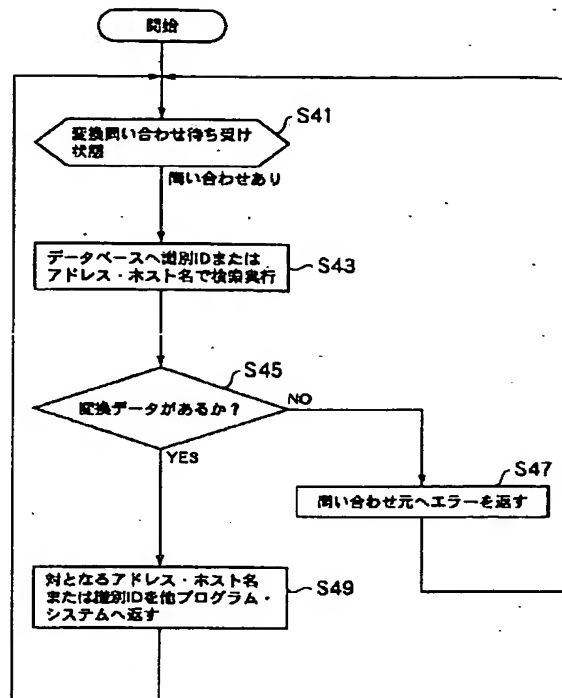 開始
S41
変換問い合わせ待ち受け
状態
問い合わせあり
データベースへ識別IDまたは
アドレス・ホスト名で検索実行
S43
S45
変換データがあるか?
NO
YES
S47
問い合わせ元へエラーを返す
対となるアドレス・ホスト名
または識別IDを他プログラム・
システムへ返す
S49